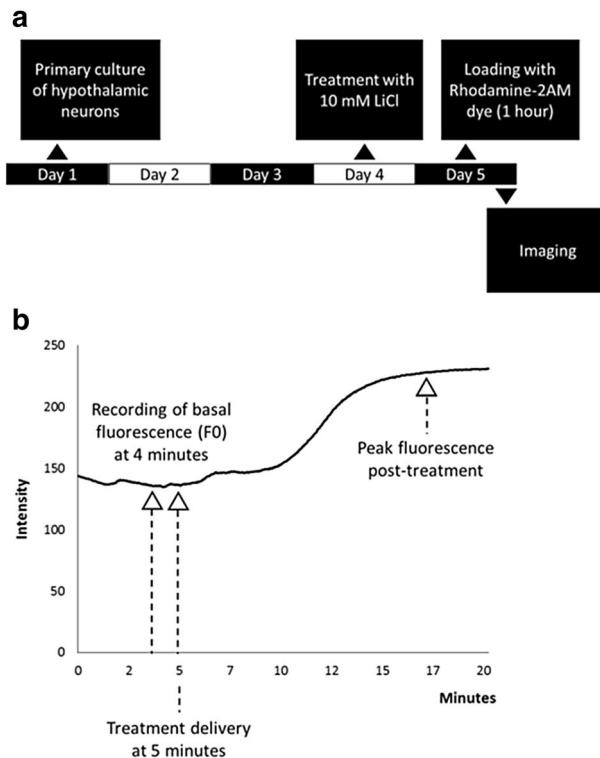 a
Primary culture
of hypothalamic
neurons
Treatment with
10 mM LiCl
Loading with
Rhodamine-2AM
dye (1 hour)
Day 1 Day 2 Day 3 Day 4 Day 5
Imaging
b
250
200
150
100
50
0
Intensity
Recording of basal
fluorescence (F0)
at 4 minutes
Peak fluorescence
post-treatment
0 2 5 7 10 12 15 17 20
Minutes
Treatment delivery
at 5 minutes